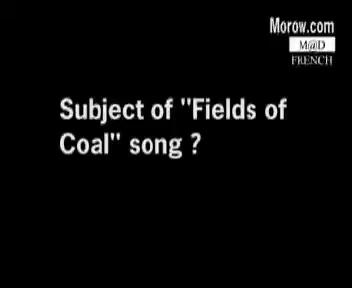 Morow.com
M@D
FRENCH
Subject of "Fields of
Coal" song ?